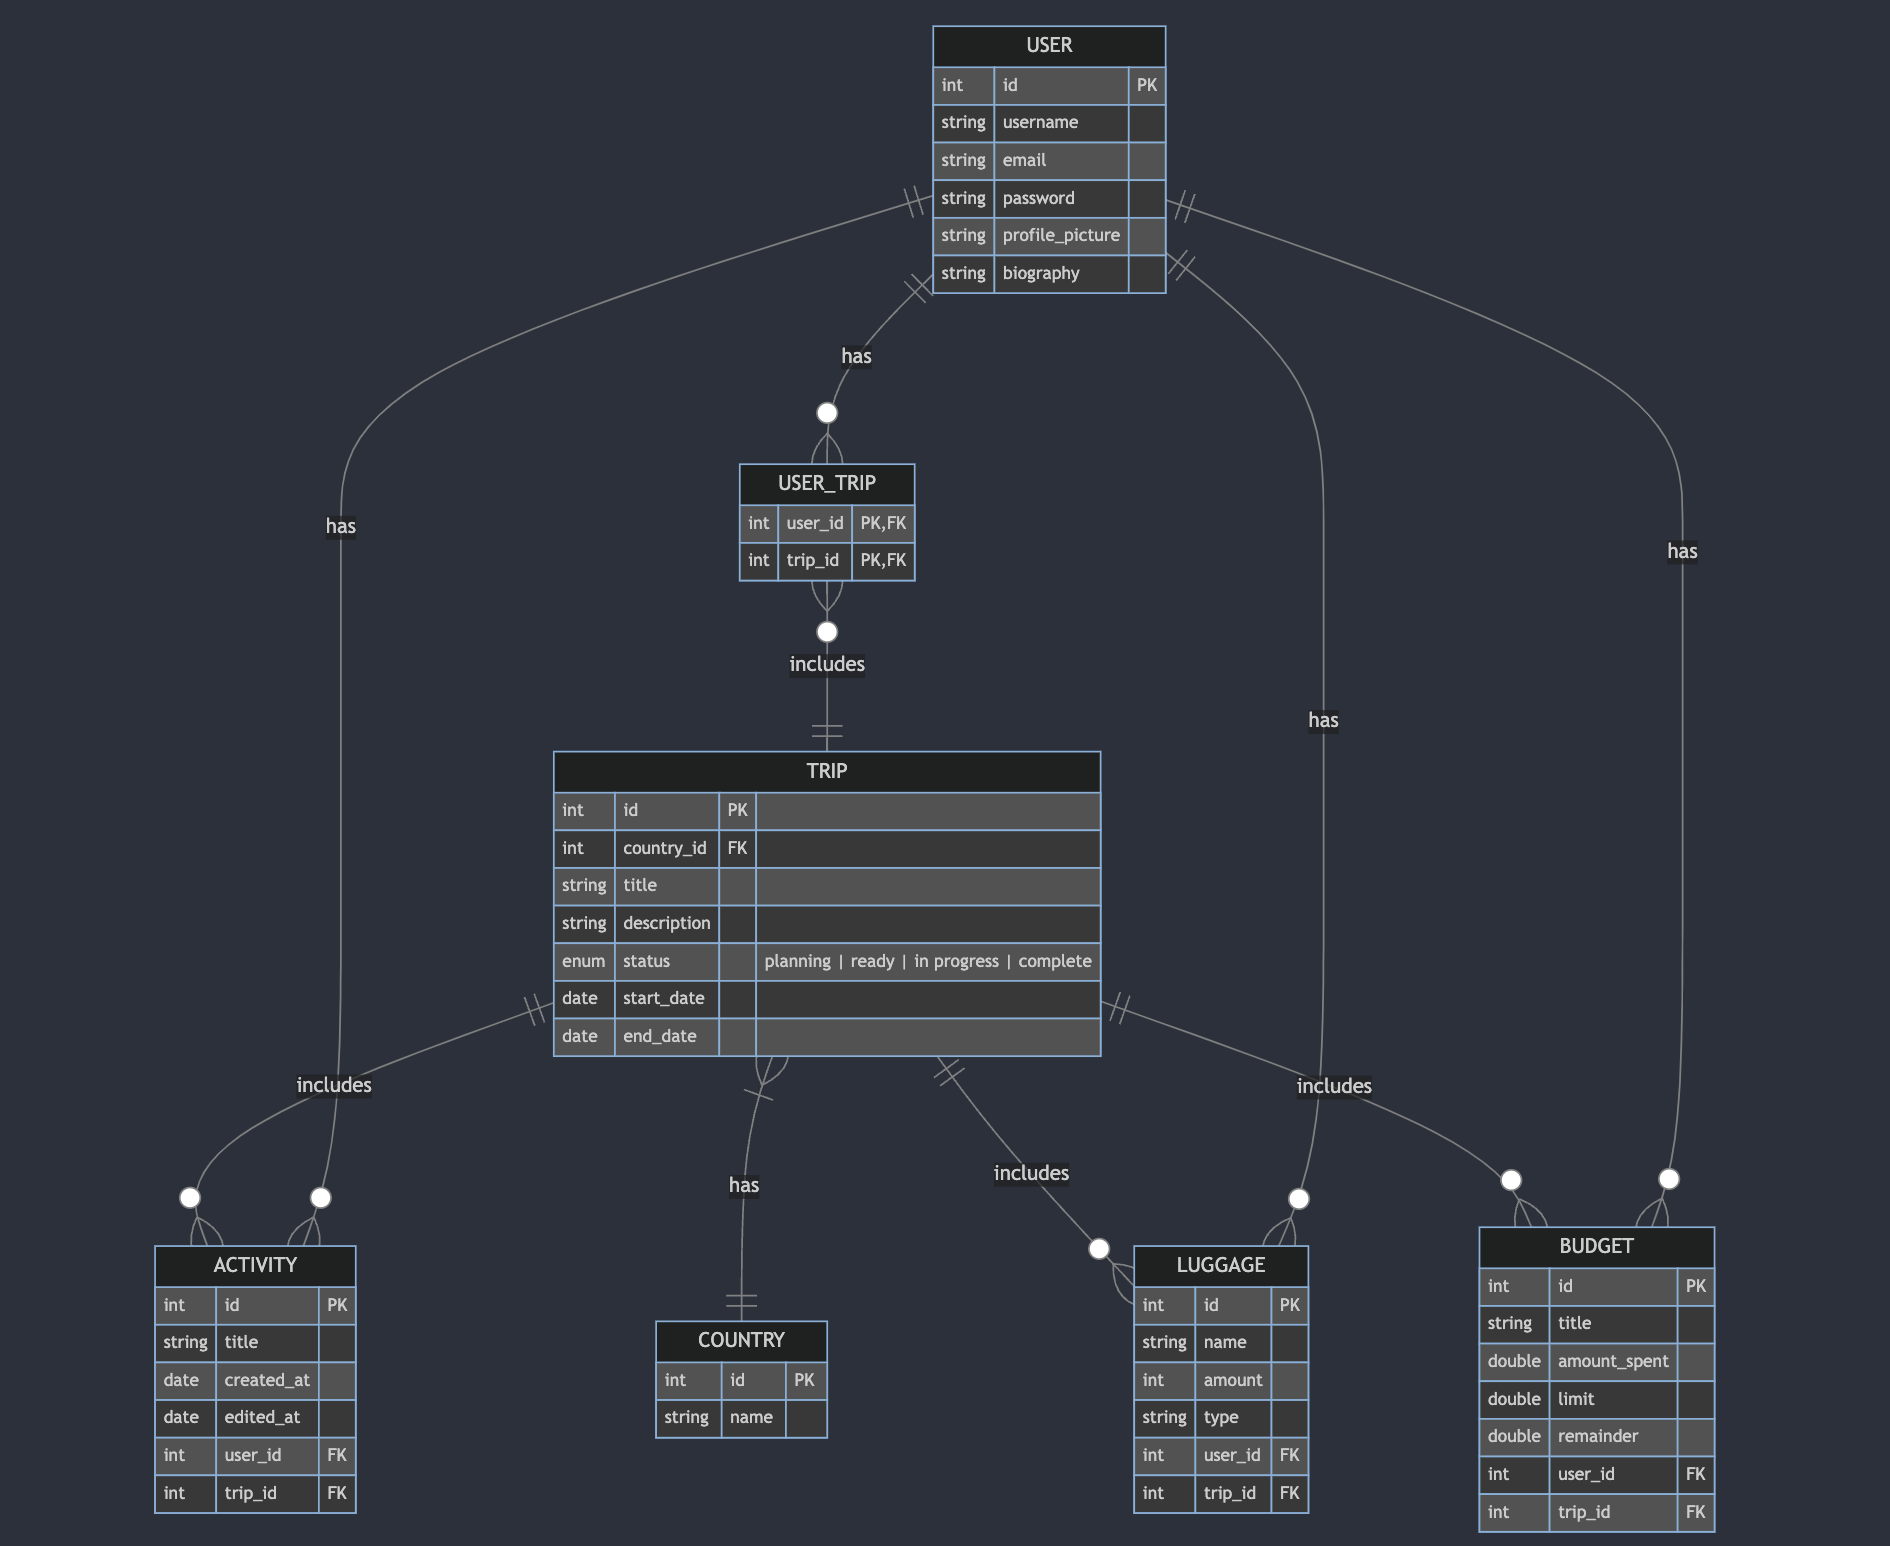 USER
int id PK
string username
string email
string password
string profile_picture
string biography
has
has
has
has
USER_TRIP
int user_id PK,FK
int trip_id PK,FK
includes
TRIP
int id PK
int country_id FK
string title
string description
enum status planning | ready | in progress | complete
date start_date
date end_date
includes
includes
has
includes
ACTIVITY
int id PK
string title
date created_at
date edited_at
int user_id FK
int trip_id FK
COUNTRY
int id PK
string name
LUGGAGE
int id PK
string name
int amount
string type
int user_id FK
int trip_id FK
BUDGET
int id PK
string title
double amount_spent
double limit
double remainder
int user_id FK
int trip_id FK